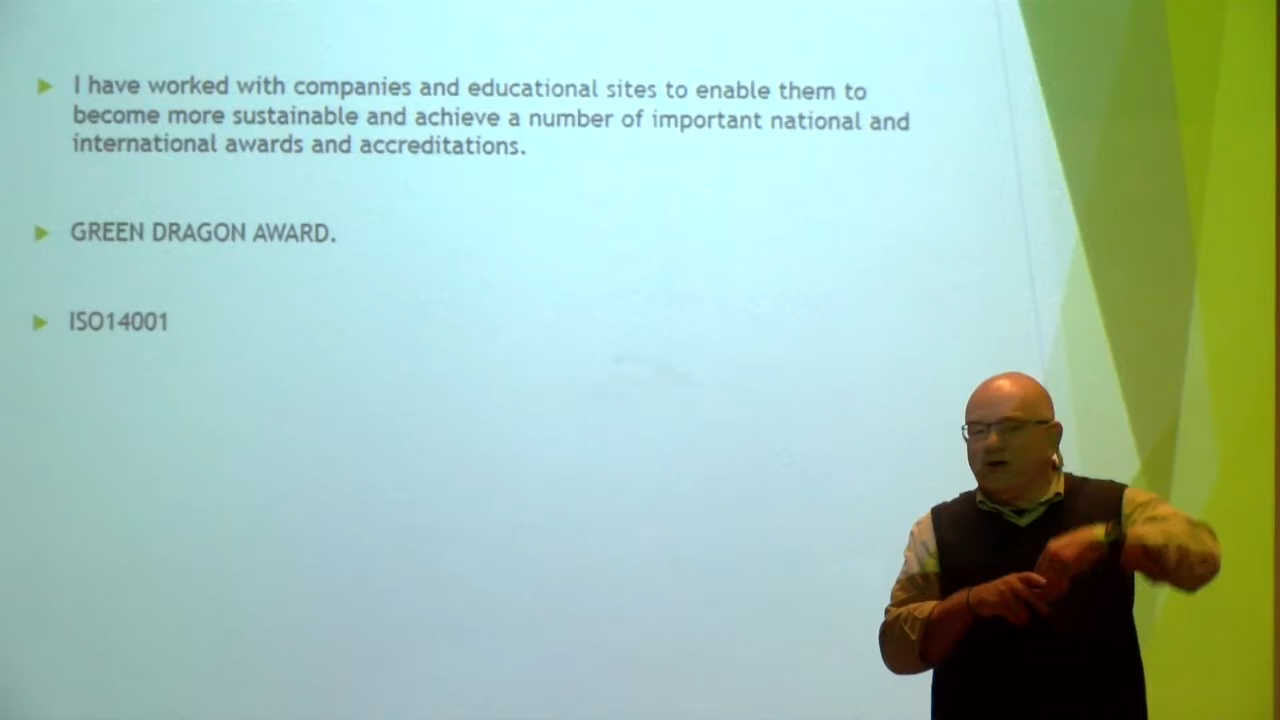 I have worked with companies and educational sites to enable them to
become more sustainable and achieve a number of important national and
international awards and accreditations.
GREEN DRAGON AWARD.
ISO14001